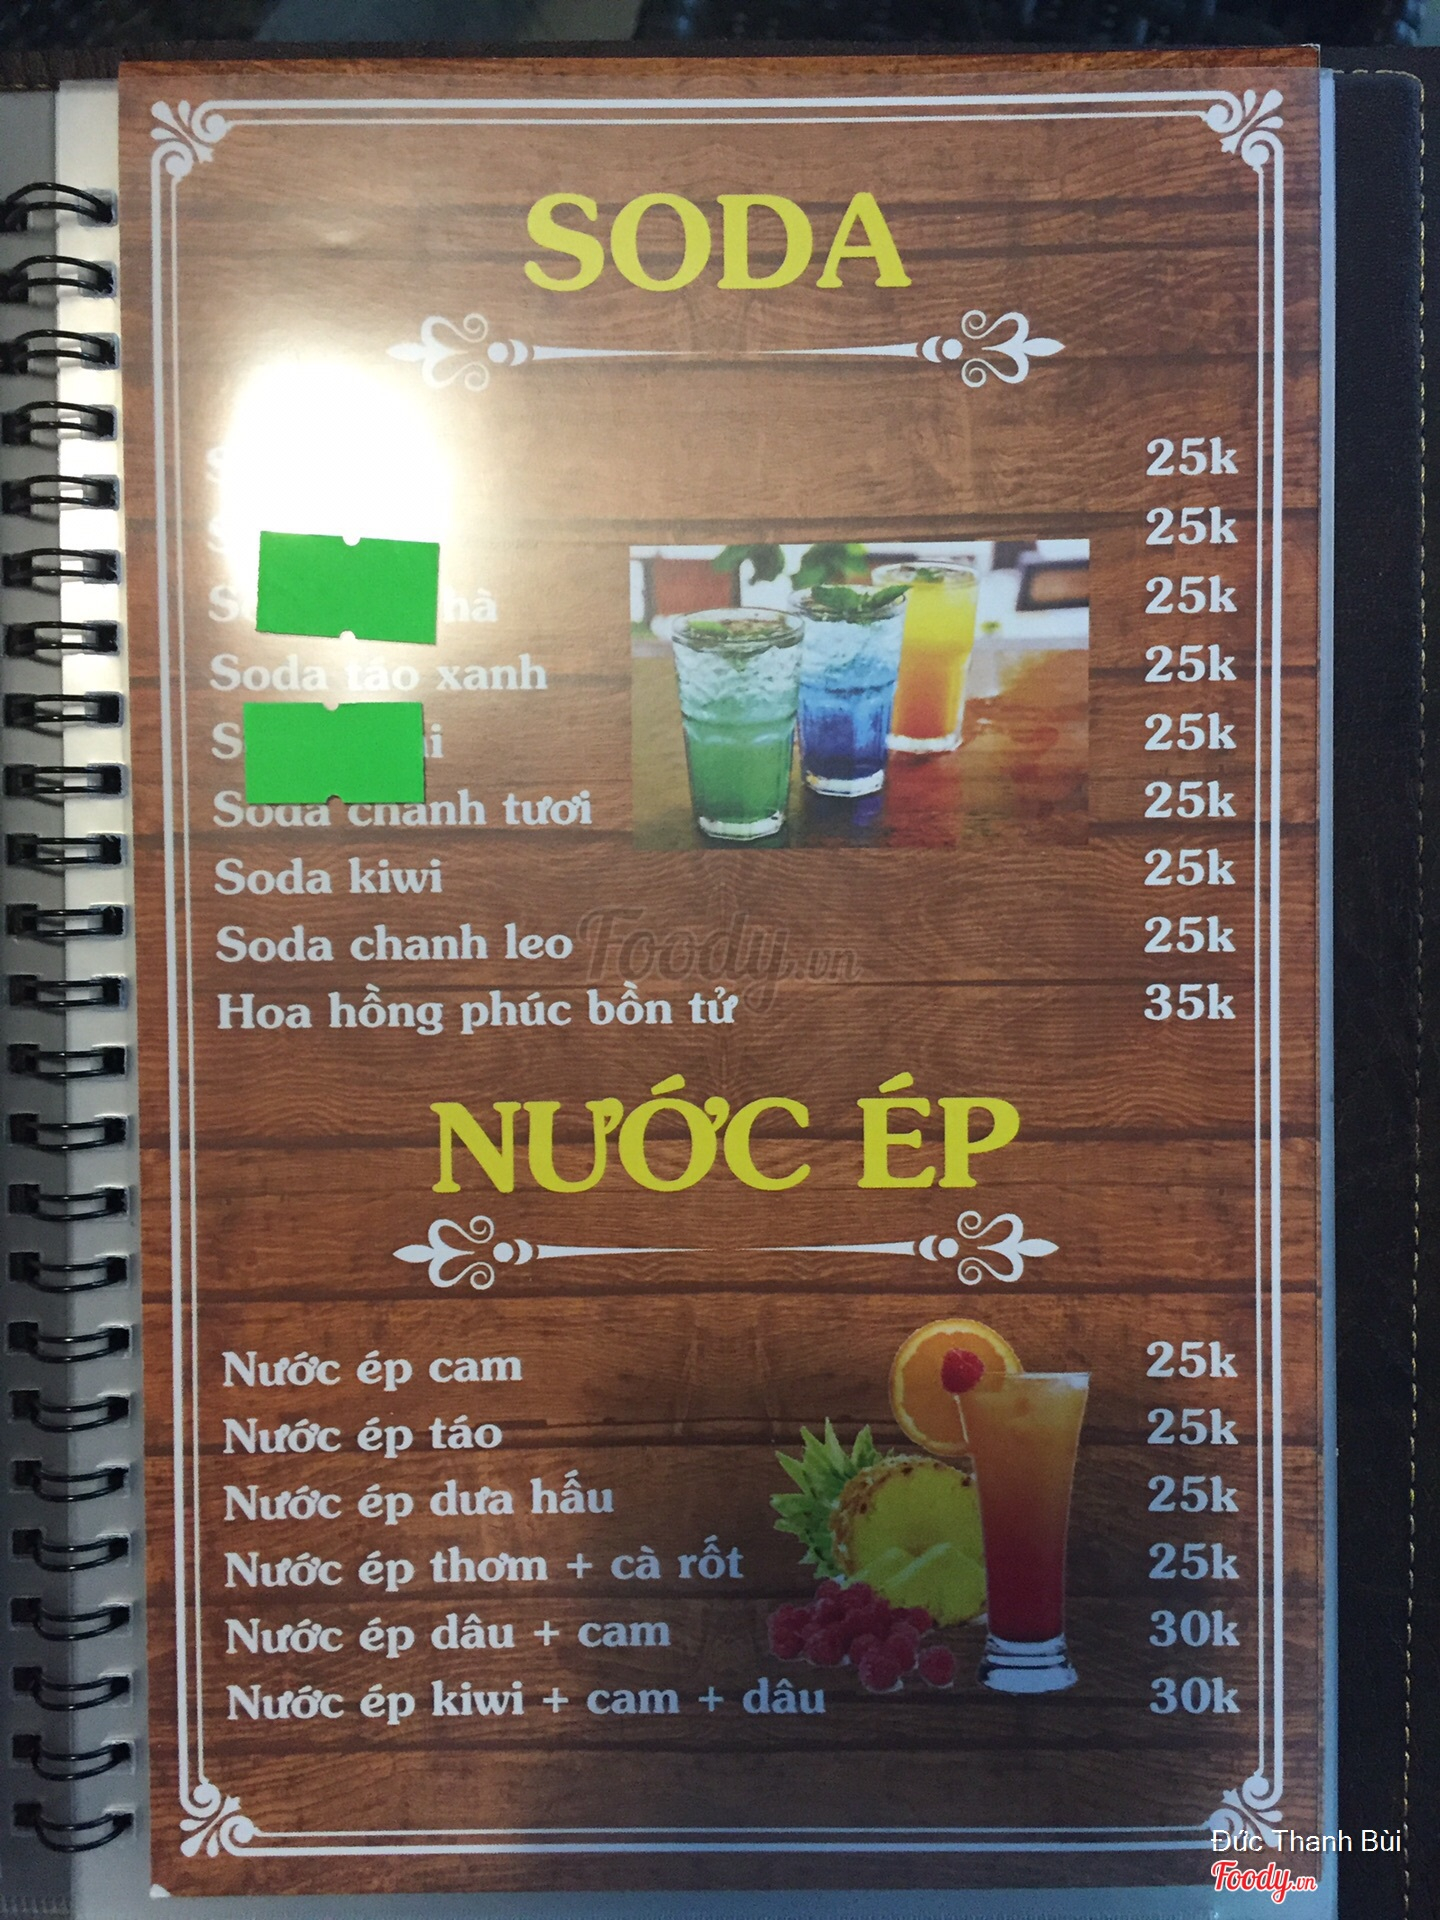 SODA
25k
25k
hà 25k
Soda táo xanh 25k
25k
Soda chanh tươi 25k
Soda kiwi 25k
Soda chanh leo 25k
Hoa hồng phúc bồn tử 35k
Foody.vn
NƯỚC ÉP
Nước ép cam 25k
Nước ép táo 25k
Nước ép dưa hấu 25k
Nước ép thơm + cà rốt 25k
Nước ép dâu + cam 30k
Nước ép kiwi + cam + dâu 30k
Đức Thanh Bùi
Foody.vn